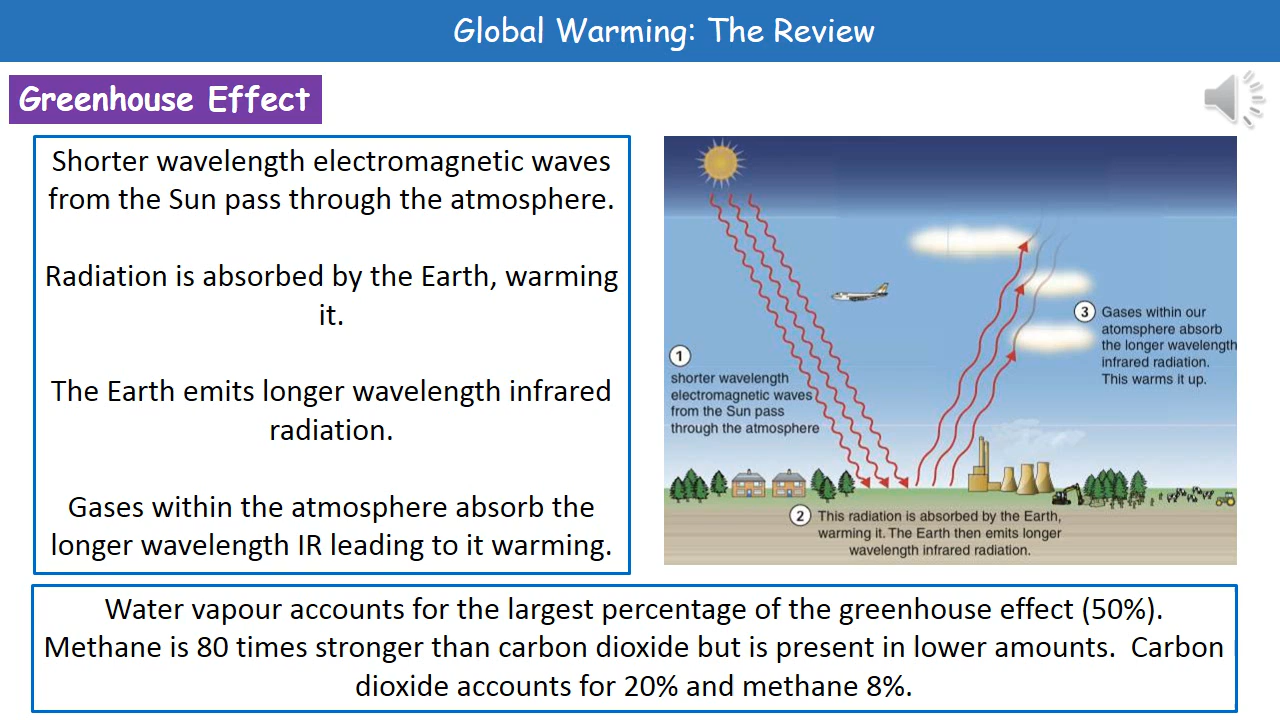 Global Warming: The Review
Greenhouse Effect
Shorter wavelength electromagnetic waves
from the Sun pass through the atmosphere.
Radiation is absorbed by the Earth, warming
it.
The Earth emits longer wavelength infrared
radiation.
Gases within the atmosphere absorb the
longer wavelength IR leading to it warming.
1
shorter wavelength
electromagnetic waves
from the Sun pass
through the atmosphere
2 This radiation is absorbed by the Earth,
warming it. The Earth then emits longer
wavelength infrared radiation.
3 Gases within our
atomsphere absorb
the longer wavelength
infrared radiation.
This warms it up.
Water vapour accounts for the largest percentage of the greenhouse effect (50%).
Methane is 80 times stronger than carbon dioxide but is present in lower amounts. Carbon
dioxide accounts for 20% and methane 8%.